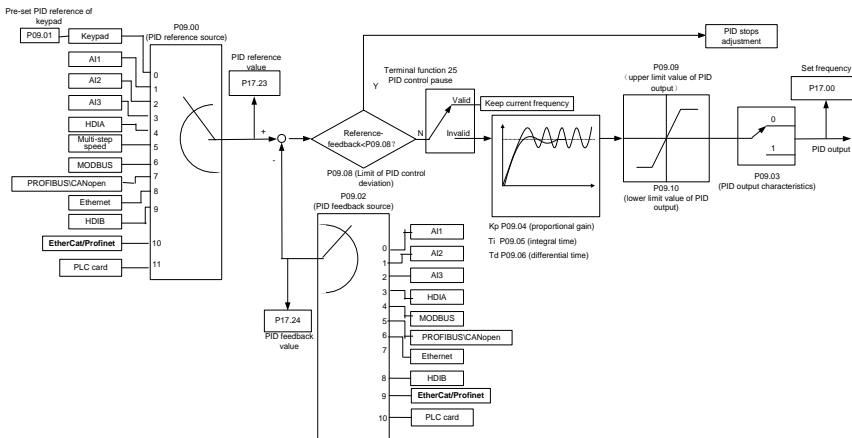 Pre-set PID reference of
keypad
P09.01
Keypad
AI1
AI2
AI3
HDIA
Multi-step
speed
MODBUS
PROFIBUS\CANopen
Ethernet
HDIB
EtherCat/Profinet
PLC card
P09.00
(PID reference source)
0
1
2
3
4
5
6
7
8
9
10
11
PID reference
value
P17.23
+
-
Reference-
feedback<P09.08?
P09.08 (Limit of PID control
deviation)
Y
N
PID stops
adjustment
Terminal function 25
PID control pause
Valid
Invalid
Keep current frequency
Kp P09.04 (proportional gain)
Ti P09.05 (integral time)
Td P09.06 (differential time)
P09.09
(upper limit value of PID
output)
P09.10
(lower limit value of PID
output)
0
1
P09.03
(PID output characteristics)
Set frequency
P17.00
PID output
P17.24
PID feedback
value
P09.02
(PID feedback source)
0
1
2
3
4
5
6
7
8
9
10
AI1
AI2
AI3
HDIA
MODBUS
PROFIBUS\CANopen
Ethernet
HDIB
EtherCat/Profinet
PLC card